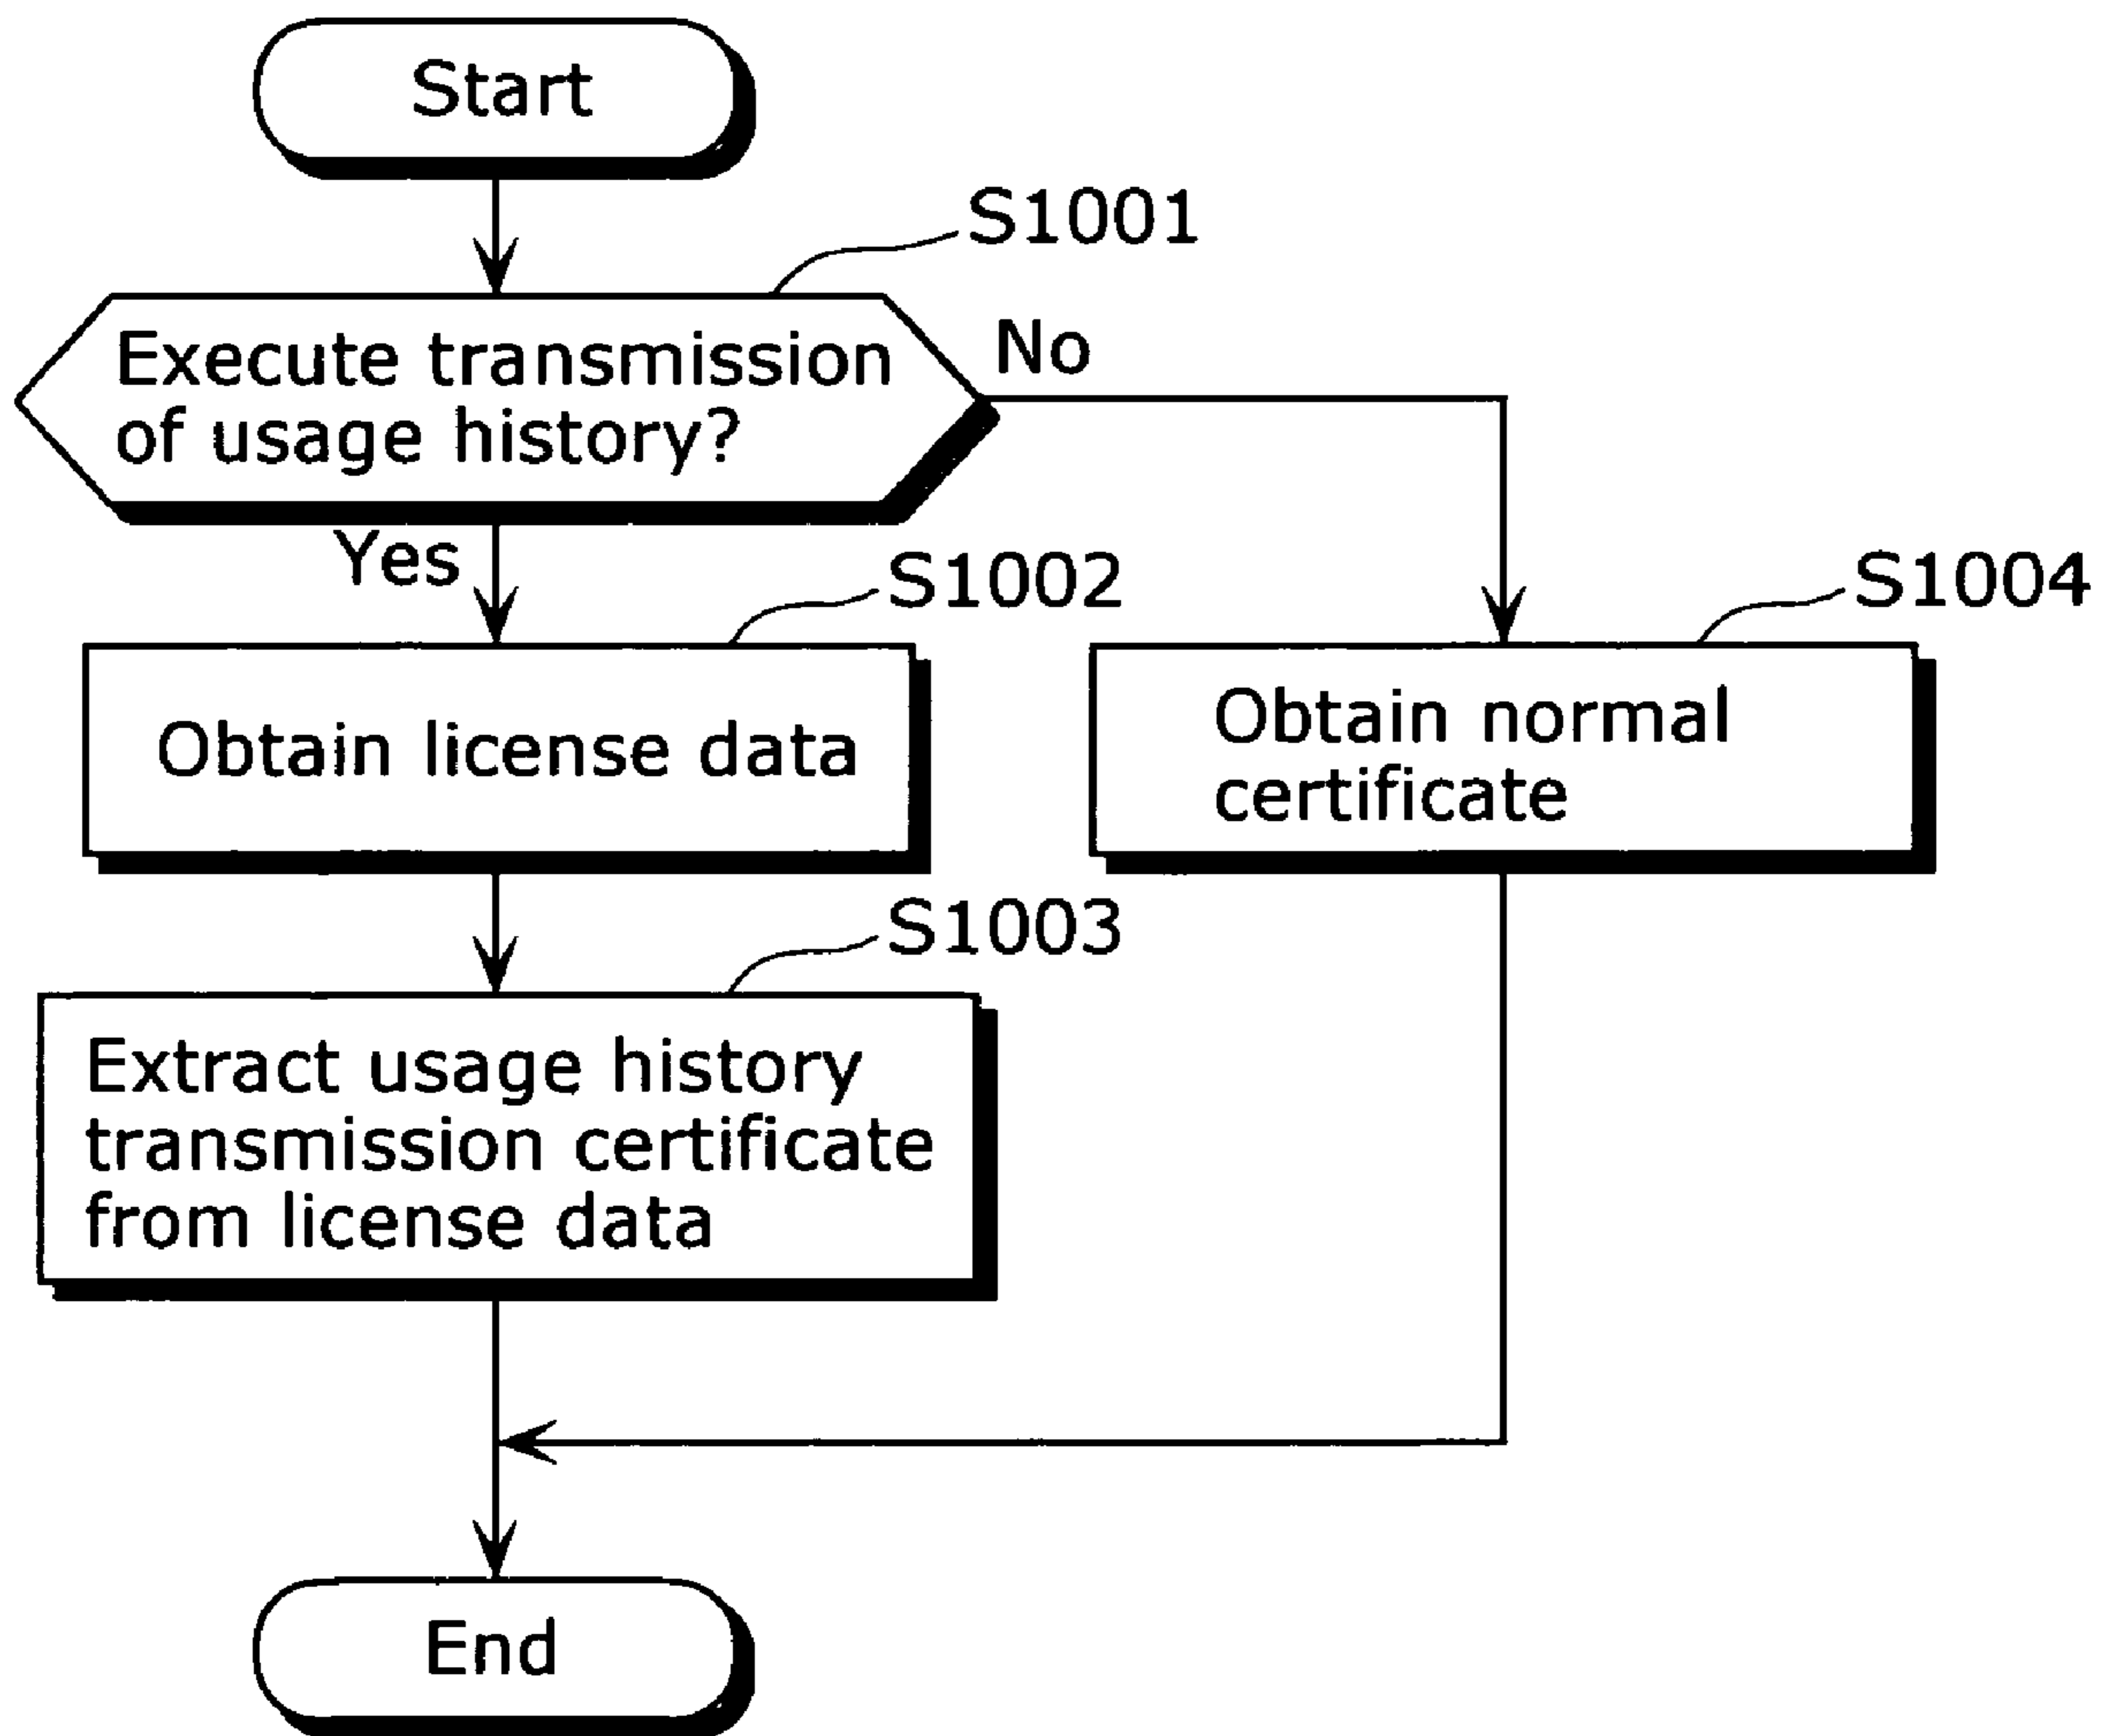 Start
S1001
Execute transmission
of usage history?
No
Yes
S1002
Obtain license data
S1004
Obtain normal
certificate
S1003
Extract usage history
transmission certificate
from license data
End